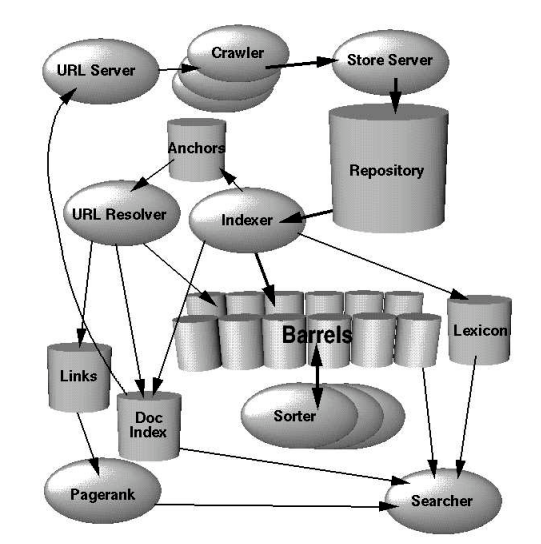 Crawler
URL Server
Store Server
Anchors
Repository
URL Resolver
Indexer
Barrels
Lexicon
Links
Doc
Index
Sorter
Pagerank
Searcher